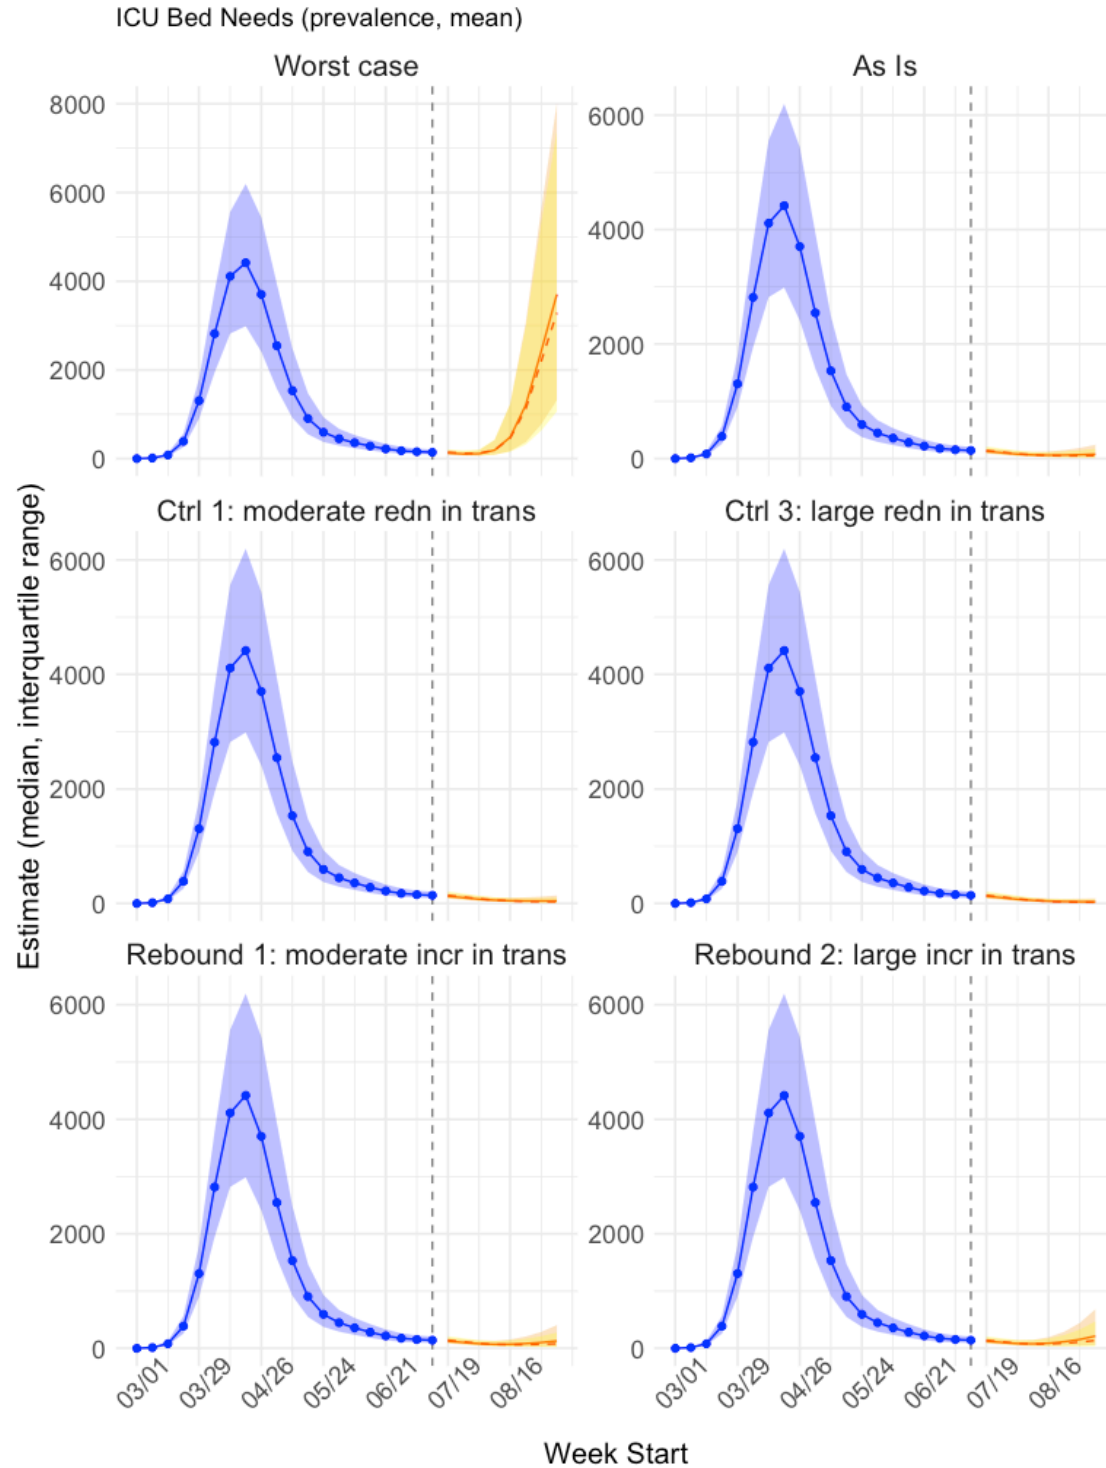 ICU Bed Needs (prevalence, mean)
Worst case
As Is
8000
6000
4000
2000
0
6000
4000
2000
0
Ctrl 1: moderate redn in trans
Ctrl 3: large redn in trans
6000
4000
2000
0
6000
4000
2000
0
Estimate (median, interquartile range)
Rebound 1: moderate incr in trans
Rebound 2: large incr in trans
6000
4000
2000
0
6000
4000
2000
0
03/01 03/29 04/26 05/24 06/21 07/19 08/16
03/01 03/29 04/26 05/24 06/21 07/19 08/16
Week Start